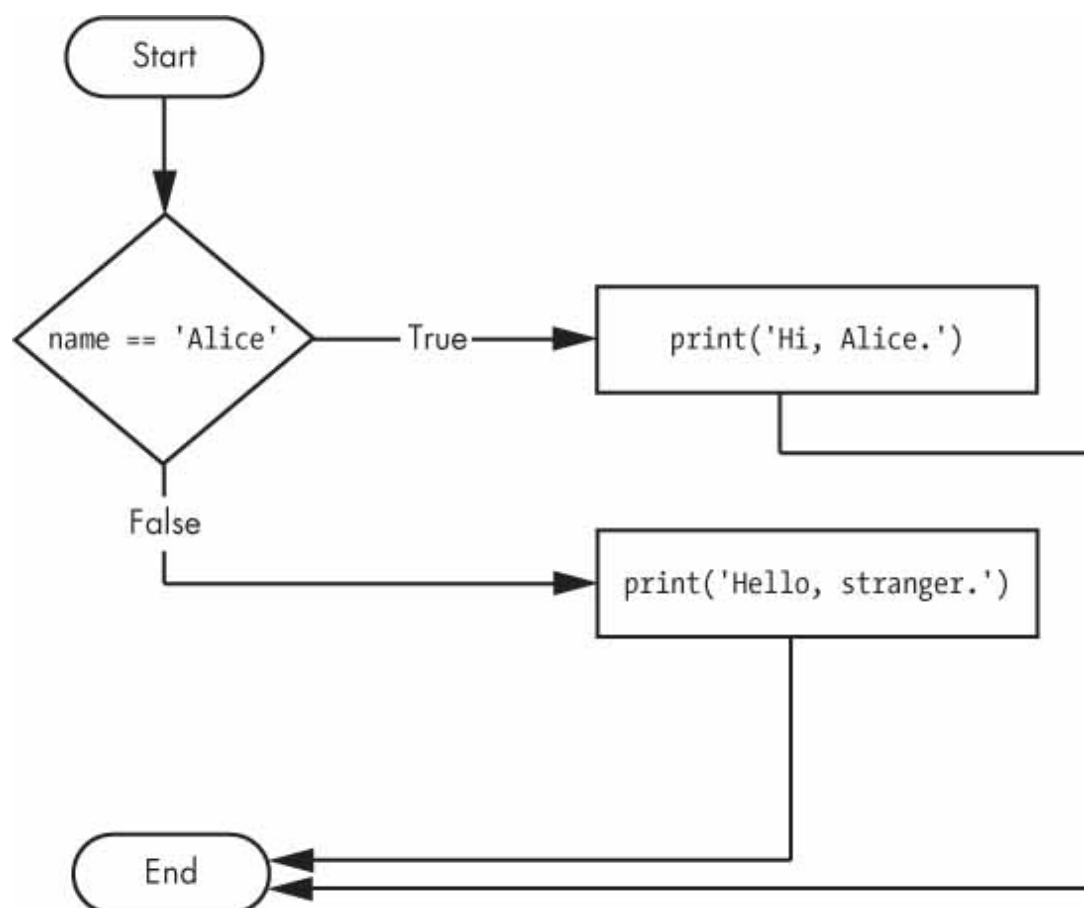 Start
name == 'Alice'
True
print('Hi, Alice.')
False
print('Hello, stranger.')
End